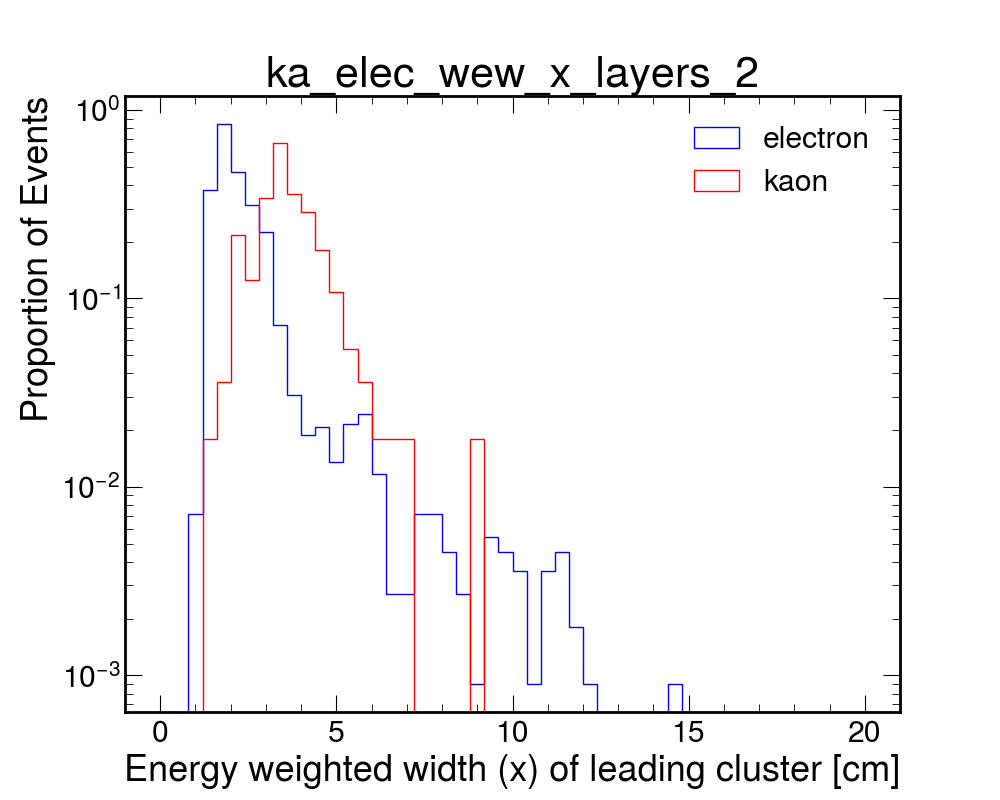 ka_elec_wew_x_layers_2
Proportion of Events
10⁰
10⁻¹
10⁻²
10⁻³
electron
kaon
0 5 10 15 20
Energy weighted width (x) of leading cluster [cm]